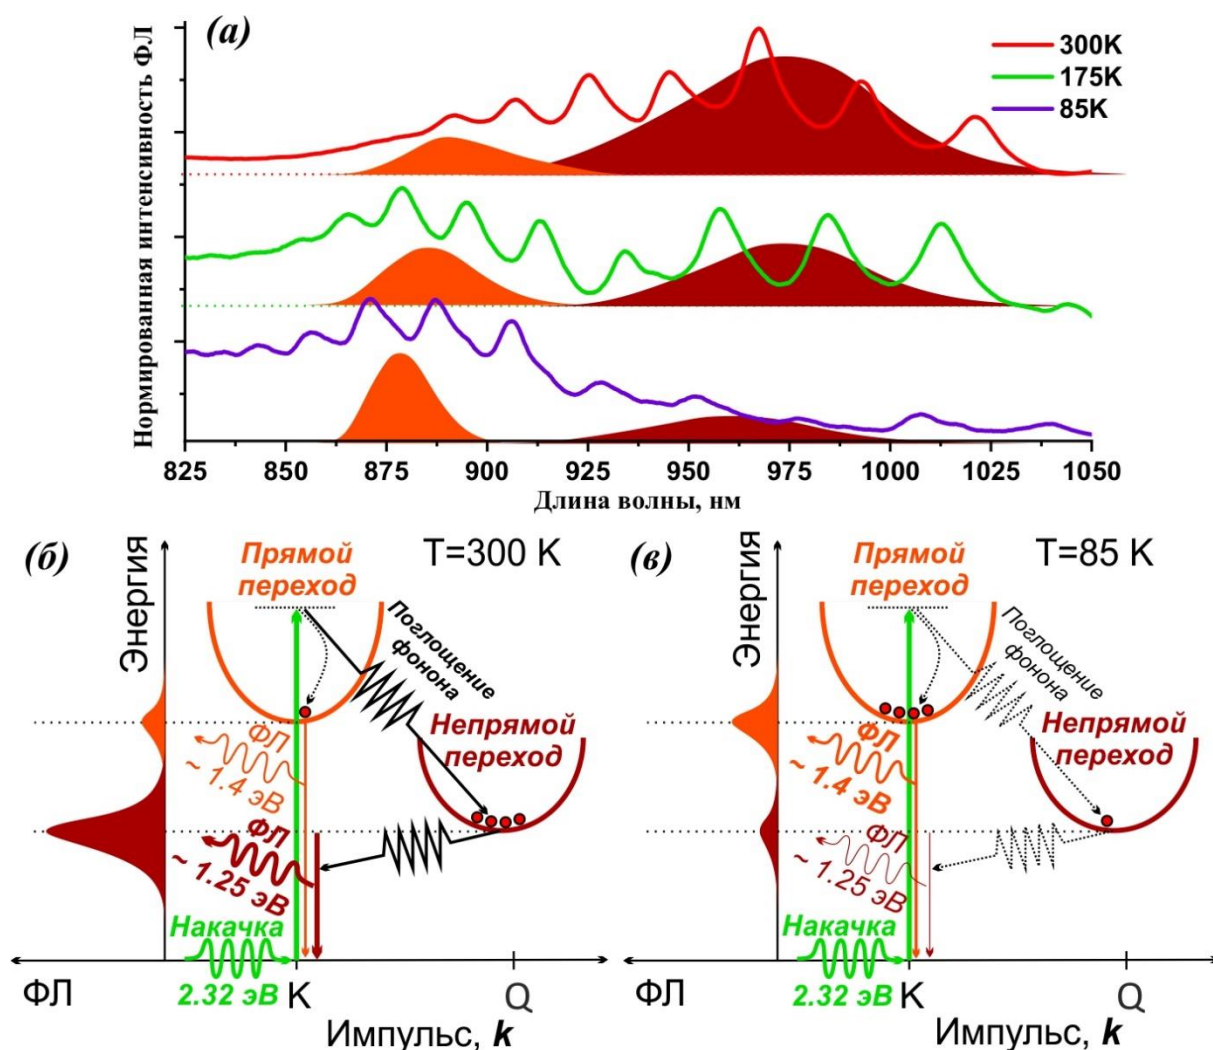 (а)
Нормированная интенсивность ФЛ
300K
175K
85K
825 850 875 900 925 950 975 1000 1025 1050
Длина волны, нм
(б)
Энергия
Прямой
переход
T=300 K
Поглощение
фонона
Непрямой
переход
ФЛ
~ 1.4 эВ
ФЛ
~ 1.25 эВ
Накачка
2.32 эВ
ФЛ
K
Q
Импульс, k
(в)
Энергия
Прямой
переход
T=85 K
Поглощение
фонона
Непрямой
переход
ФЛ
~ 1.4 эВ
ФЛ
~ 1.25 эВ
Накачка
2.32 эВ
ФЛ
K
Q
Импульс, k